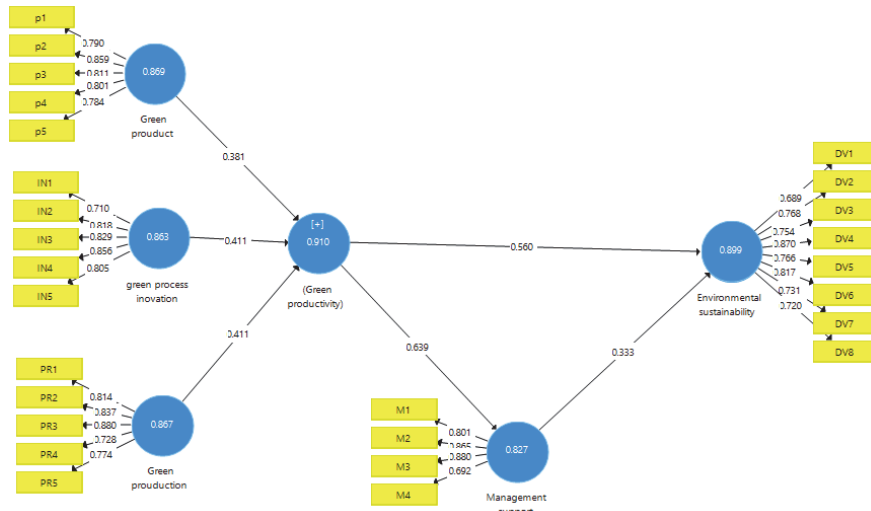 p1
p2
p3
p4
p5
0.790
0.859
0.811
0.801
0.784
0.869
Green
prouduct
0.381
IN1
IN2
IN3
IN4
IN5
0.710
0.818
0.829
0.856
0.805
0.863
green process
inovation
0.411
[+]
0.910
(Green
productivity)
0.560
PR1
PR2
PR3
PR4
PR5
0.814
0.837
0.880
0.728
0.774
0.867
Green
prouduction
0.411
0.639
M1
M2
M3
M4
0.801
0.865
0.880
0.692
0.827
Management
support
0.333
0.899
Environmental
sustainability
0.689
0.768
0.754
0.870
0.766
0.817
0.731
0.720
DV1
DV2
DV3
DV4
DV5
DV6
DV7
DV8